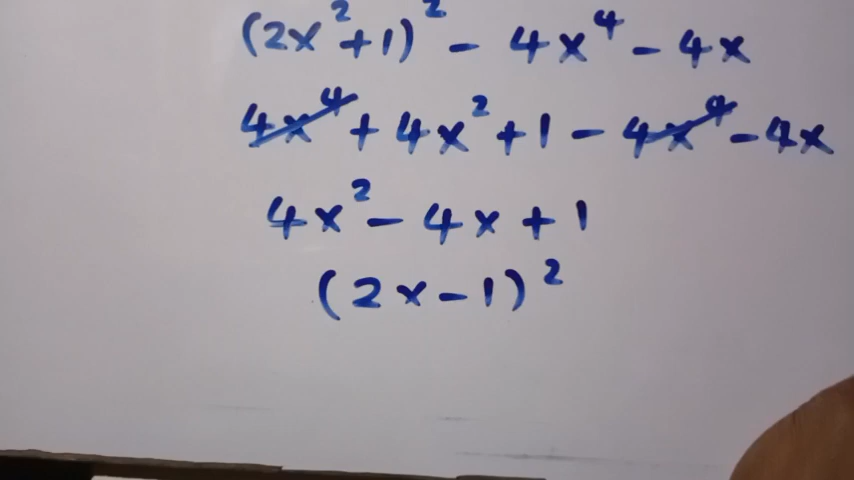 (2x²+1)² - 4x⁴ - 4x
4x⁴ + 4x² + 1 - 4x⁴ - 4x
4x² - 4x + 1
(2x - 1)²